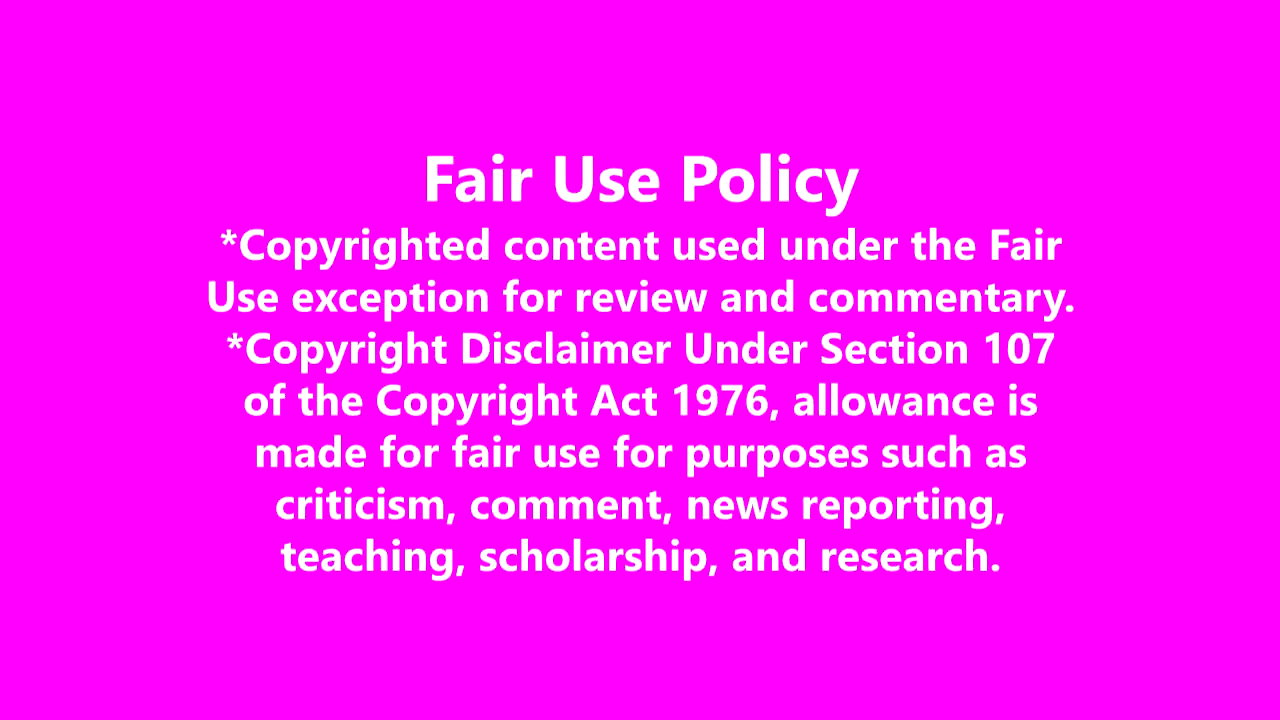 Fair Use Policy
*Copyrighted content used under the Fair
Use exception for review and commentary.
*Copyright Disclaimer Under Section 107
of the Copyright Act 1976, allowance is
made for fair use for purposes such as
criticism, comment, news reporting,
teaching, scholarship, and research.